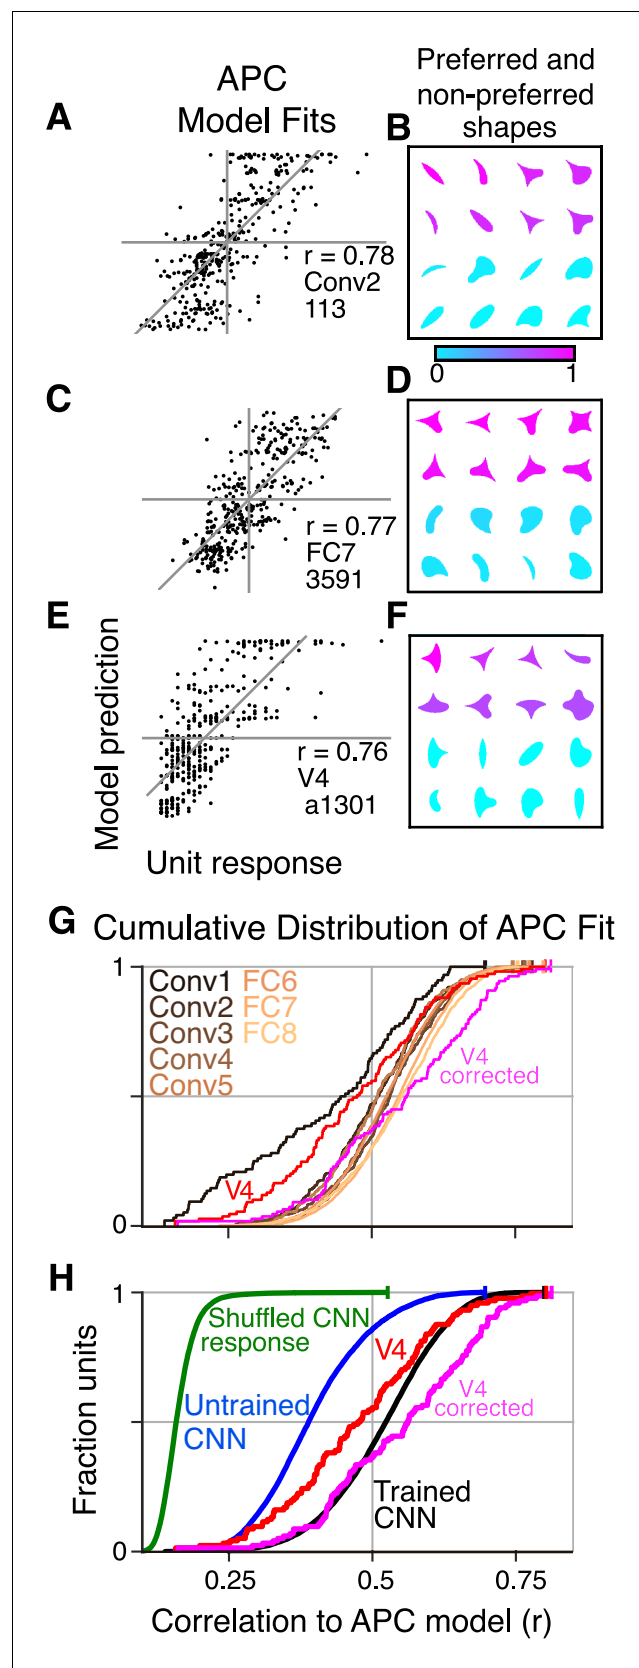 APC
Model Fits
Preferred and
non-preferred
shapes
A
B
r = 0.78
Conv2
113
0
1
C
D
r = 0.77
FC7
3591
E
F
r = 0.76
V4
a1301
Model prediction
Unit response
G
Cumulative Distribution of APC Fit
1
Conv1 FC6
Conv2 FC7
Conv3 FC8
Conv4
Conv5
V4
corrected
V4
0
H
1
Shuffled CNN
response
V4
Untrained
CNN
V4
corrected
Trained
CNN
Fraction units
0
0.25
0.5
0.75
Correlation to APC model (r)